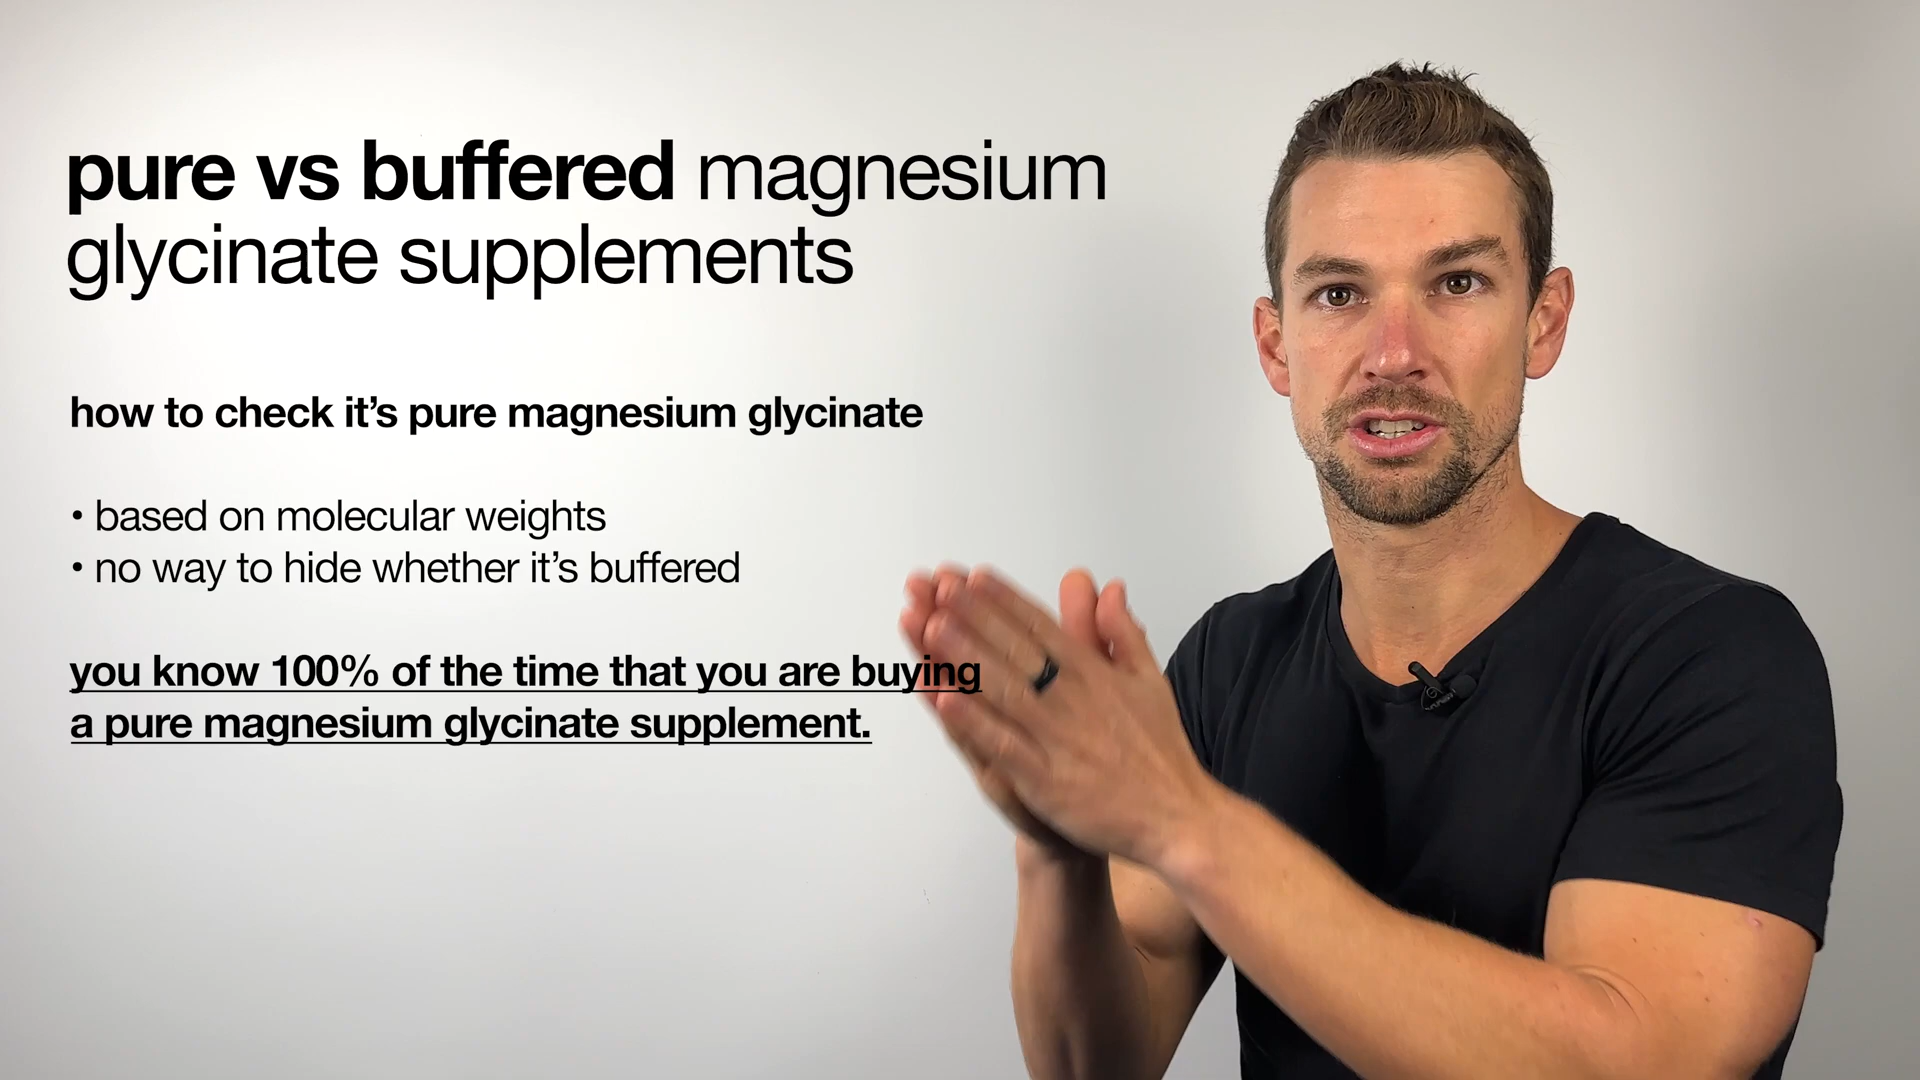 pure vs buffered magnesium
glycinate supplements
how to check it’s pure magnesium glycinate
• based on molecular weights
• no way to hide whether it’s buffered
you know 100% of the time that you are buying
a pure magnesium glycinate supplement.